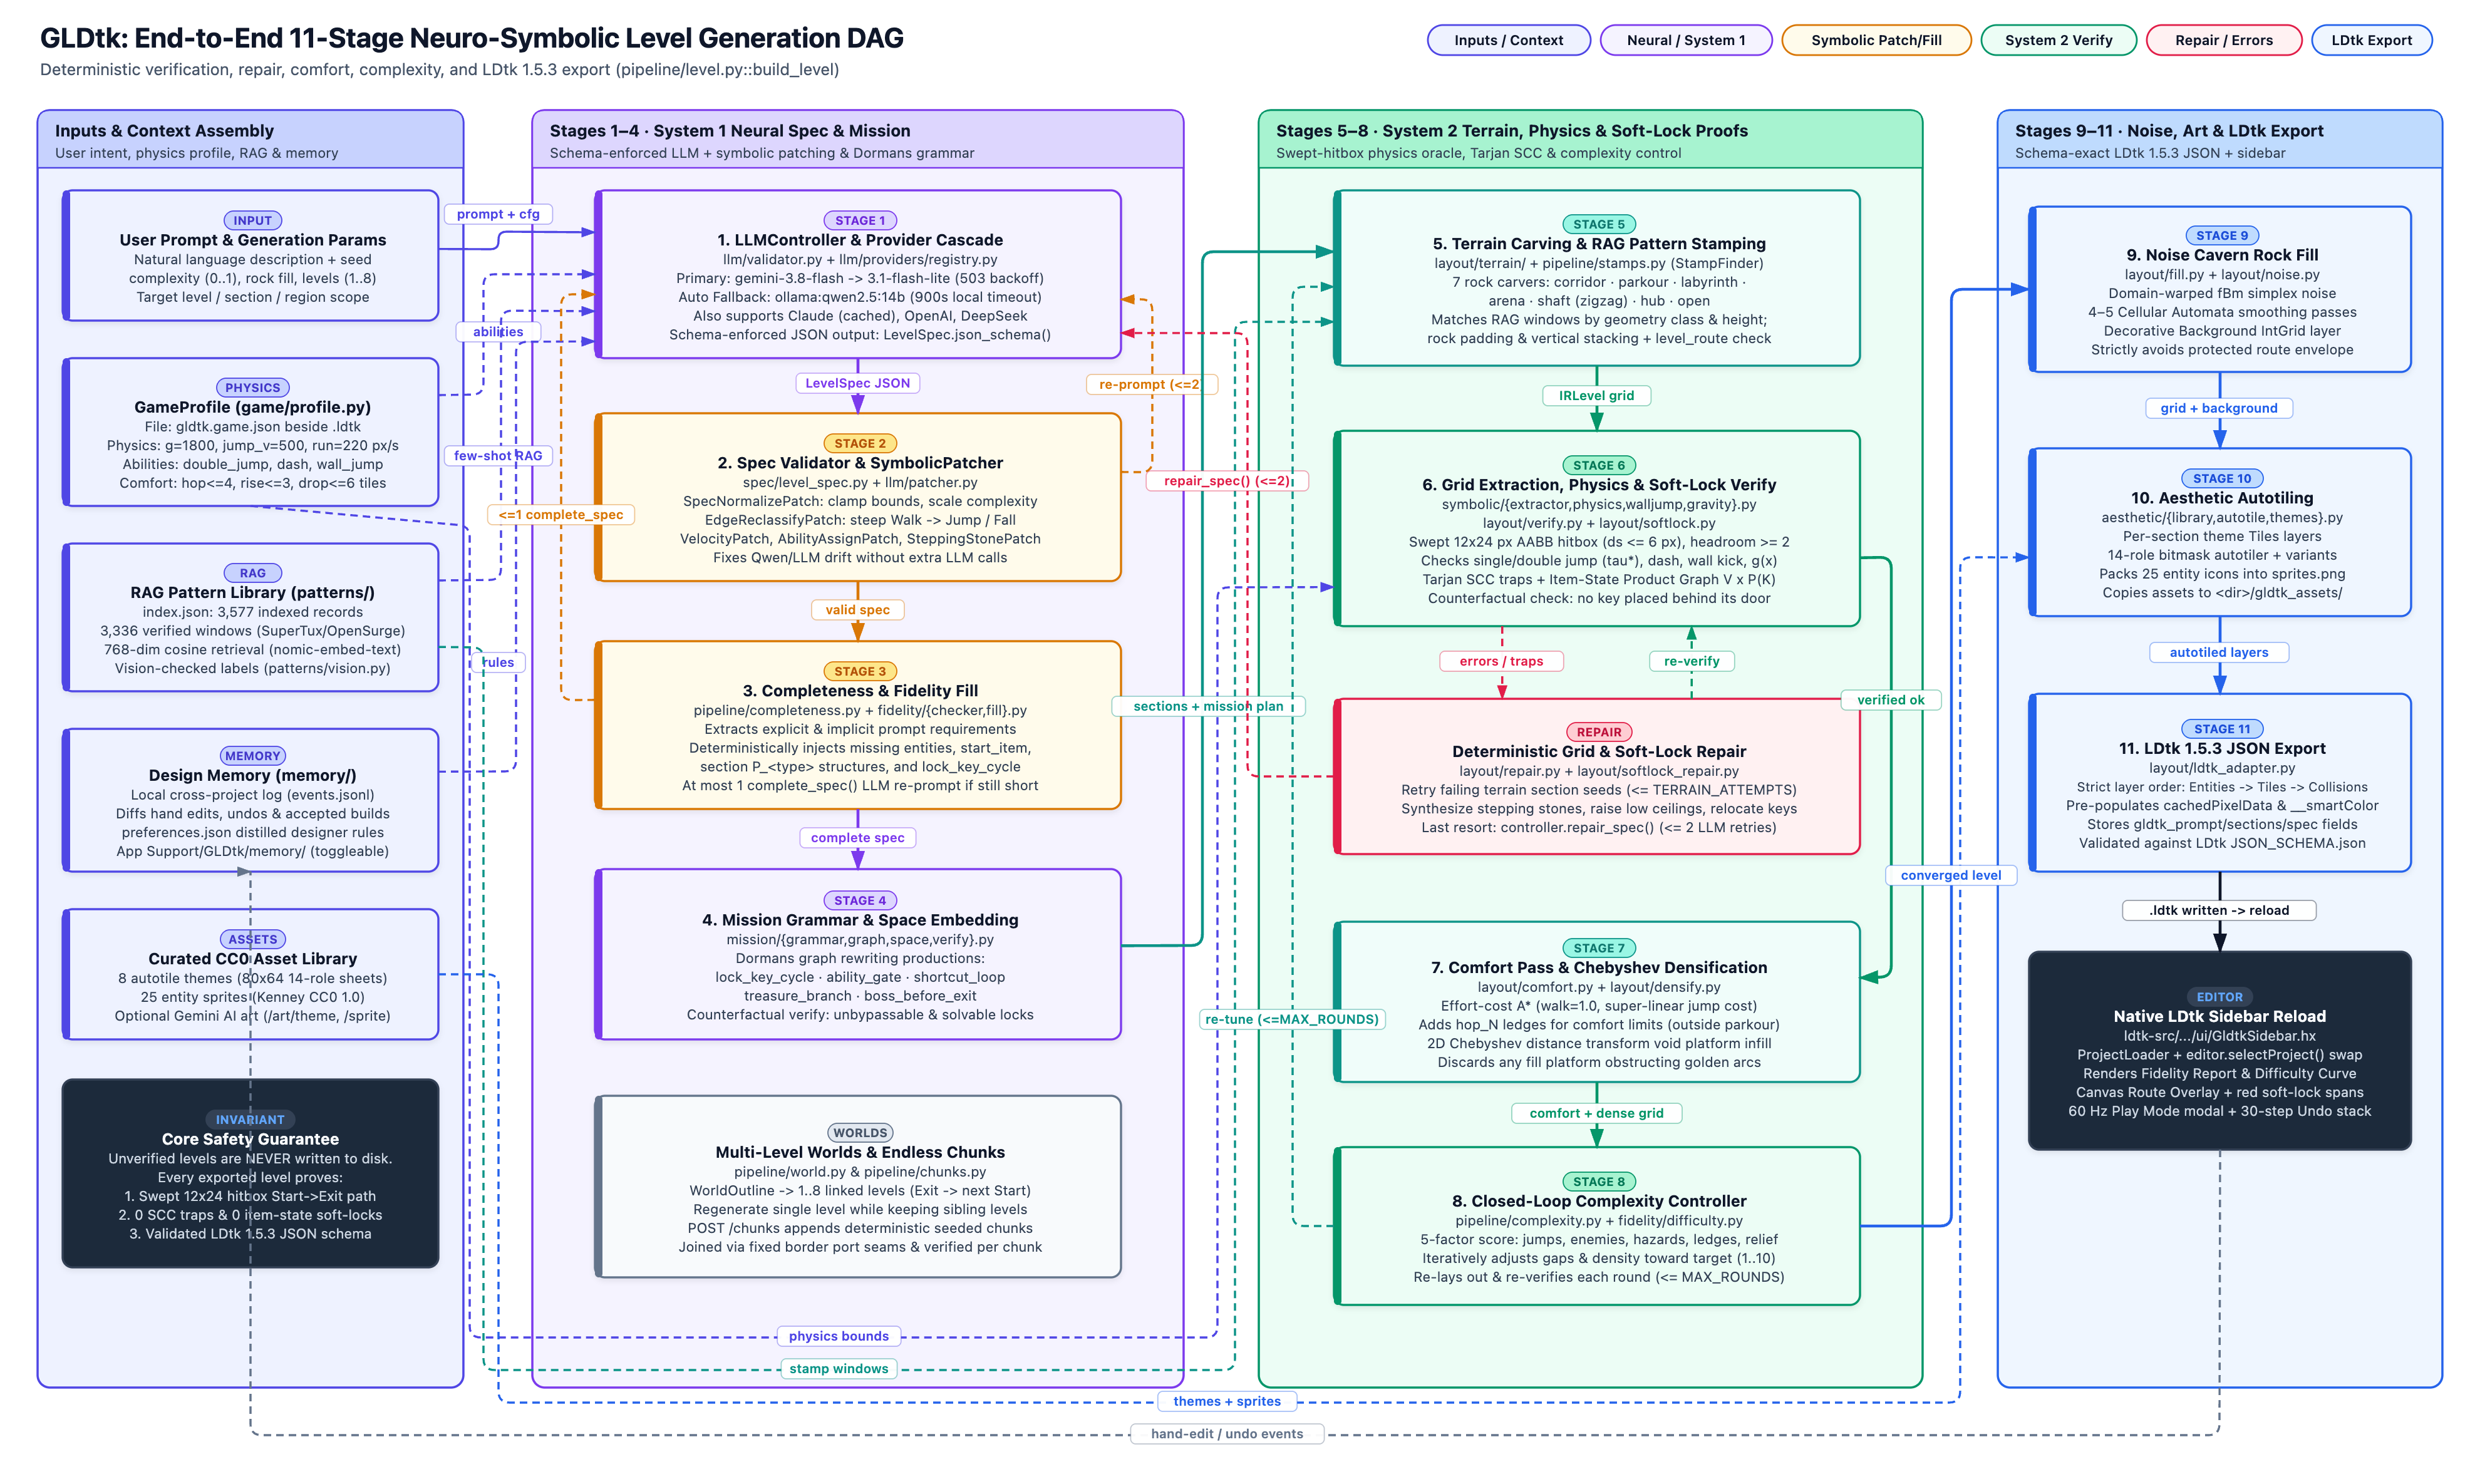 GLDtk: End-to-End 11-Stage Neuro-Symbolic Level Generation DAG
Deterministic verification, repair, comfort, complexity, and LDtk 1.5.3 export (pipeline/level.py::build_level)
Inputs / Context
Neural / System 1
Symbolic Patch/Fill
System 2 Verify
Repair / Errors
LDtk Export
Inputs & Context Assembly
User intent, physics profile, RAG & memory
INPUT
User Prompt & Generation Params
Natural language description + seed
complexity (0..1), rock fill, levels (1..8)
Target level / section / region scope
PHYSICS
GameProfile (game/profile.py)
File: gldtk.game.json beside .ldtk
Physics: g=1800, jump_v=500, run=220 px/s
Abilities: double_jump, dash, wall_jump
Comfort: hop<=4, rise<=3, drop<=6 tiles
RAG
RAG Pattern Library (patterns/)
index.json: 3,577 indexed records
3,336 verified windows (SuperTux/OpenSurge)
768-dim cosine retrieval (nomic-embed-text)
Vision-checked labels (patterns/vision.py)
MEMORY
Design Memory (memory/)
Local cross-project log (events.jsonl)
Diffs hand edits, undos & accepted builds
preferences.json distilled designer rules
App Support/GLDtk/memory/ (toggleable)
ASSETS
Curated CC0 Asset Library
8 autotile themes (80x64 14-role sheets)
25 entity sprites (Kenney CC0 1.0)
Optional Gemini AI art (/art/theme, /sprite)
INVARIANT
Core Safety Guarantee
Unverified levels are NEVER written to disk.
Every exported level proves:
1. Swept 12x24 hitbox Start->Exit path
2. 0 SCC traps & 0 item-state soft-locks
3. Validated LDtk 1.5.3 JSON schema
prompt + cfg
abilities
few-shot RAG
<=1 complete_spec
rules
Stages 1–4 · System 1 Neural Spec & Mission
Schema-enforced LLM + symbolic patching & Dormans grammar
STAGE 1
1. LLMController & Provider Cascade
llm/validator.py + llm/providers/registry.py
Primary: gemini-3.8-flash -> 3.1-flash-lite (503 backoff)
Auto Fallback: ollama:qwen2.5:14b (900s local timeout)
Also supports Claude (cached), OpenAI, DeepSeek
Schema-enforced JSON output: LevelSpec.json_schema()
LevelSpec JSON
re-prompt (<=2)
STAGE 2
2. Spec Validator & SymbolicPatcher
spec/level_spec.py + llm/patcher.py
SpecNormalizePatch: clamp bounds, scale complexity
EdgeReclassifyPatch: steep Walk -> Jump / Fall
VelocityPatch, AbilityAssignPatch, SteppingStonePatch
Fixes Qwen/LLM drift without extra LLM calls
repair_spec() (<=2)
valid spec
STAGE 3
3. Completeness & Fidelity Fill
pipeline/completeness.py + fidelity/{checker,fill}.py
Extracts explicit & implicit prompt requirements
Deterministically injects missing entities, start_item,
section P_<type> structures, and lock_key_cycle
At most 1 complete_spec() LLM re-prompt if still short
sections + mission plan
complete spec
STAGE 4
4. Mission Grammar & Space Embedding
mission/{grammar,graph,space,verify}.py
Dormans graph rewriting productions:
lock_key_cycle · ability_gate · shortcut_loop
treasure_branch · boss_before_exit
Counterfactual verify: unbypassable & solvable locks
WORLDS
Multi-Level Worlds & Endless Chunks
pipeline/world.py & pipeline/chunks.py
WorldOutline -> 1..8 linked levels (Exit -> next Start)
Regenerate single level while keeping sibling levels
POST /chunks appends deterministic seeded chunks
Joined via fixed border port seams & verified per chunk
physics bounds
stamp windows
themes + sprites
hand-edit / undo events
Stages 5–8 · System 2 Terrain, Physics & Soft-Lock Proofs
Swept-hitbox physics oracle, Tarjan SCC & complexity control
STAGE 5
5. Terrain Carving & RAG Pattern Stamping
layout/terrain/ + pipeline/stamps.py (StampFinder)
7 rock carvers: corridor · parkour · labyrinth ·
arena · shaft (zigzag) · hub · open
Matches RAG windows by geometry class & height;
rock padding & vertical stacking + level_route check
IRLevel grid
STAGE 6
6. Grid Extraction, Physics & Soft-Lock Verify
symbolic/{extractor,physics,walljump,gravity}.py
layout/verify.py + layout/softlock.py
Swept 12x24 px AABB hitbox (ds <= 6 px), headroom >= 2
Checks single/double jump (tau*), dash, wall kick, g(x)
Tarjan SCC traps + Item-State Product Graph V x P(K)
Counterfactual check: no key placed behind its door
errors / traps
re-verify
verified ok
REPAIR
Deterministic Grid & Soft-Lock Repair
layout/repair.py + layout/softlock_repair.py
Retry failing terrain section seeds (<= TERRAIN_ATTEMPTS)
Synthesize stepping stones, raise low ceilings, relocate keys
Last resort: controller.repair_spec() (<= 2 LLM retries)
converged level
STAGE 7
7. Comfort Pass & Chebyshev Densification
layout/comfort.py + layout/densify.py
Effort-cost A* (walk=1.0, super-linear jump cost)
Adds hop_N ledges for comfort limits (outside parkour)
2D Chebyshev distance transform void platform infill
Discards any fill platform obstructing golden arcs
re-tune (<=MAX_ROUNDS)
comfort + dense grid
STAGE 8
8. Closed-Loop Complexity Controller
pipeline/complexity.py + fidelity/difficulty.py
5-factor score: jumps, enemies, hazards, ledges, relief
Iteratively adjusts gaps & density toward target (1..10)
Re-lays out & re-verifies each round (<= MAX_ROUNDS)
Stages 9–11 · Noise, Art & LDtk Export
Schema-exact LDtk 1.5.3 JSON + sidebar
STAGE 9
9. Noise Cavern Rock Fill
layout/fill.py + layout/noise.py
Domain-warped fBm simplex noise
4–5 Cellular Automata smoothing passes
Decorative Background IntGrid layer
Strictly avoids protected route envelope
grid + background
STAGE 10
10. Aesthetic Autotiling
aesthetic/{library,autotile,themes}.py
Per-section theme Tiles layers
14-role bitmask autotiler + variants
Packs 25 entity icons into sprites.png
Copies assets to <dir>/gldtk_assets/
autotiled layers
STAGE 11
11. LDtk 1.5.3 JSON Export
layout/ldtk_adapter.py
Strict layer order: Entities -> Tiles -> Collisions
Pre-populates cachedPixelData & __smartColor
Stores gldtk_prompt/sections/spec fields
Validated against LDtk JSON_SCHEMA.json
.ldtk written -> reload
EDITOR
Native LDtk Sidebar Reload
ldtk-src/.../ui/GldtkSidebar.hx
ProjectLoader + editor.selectProject() swap
Renders Fidelity Report & Difficulty Curve
Canvas Route Overlay + red soft-lock spans
60 Hz Play Mode modal + 30-step Undo stack